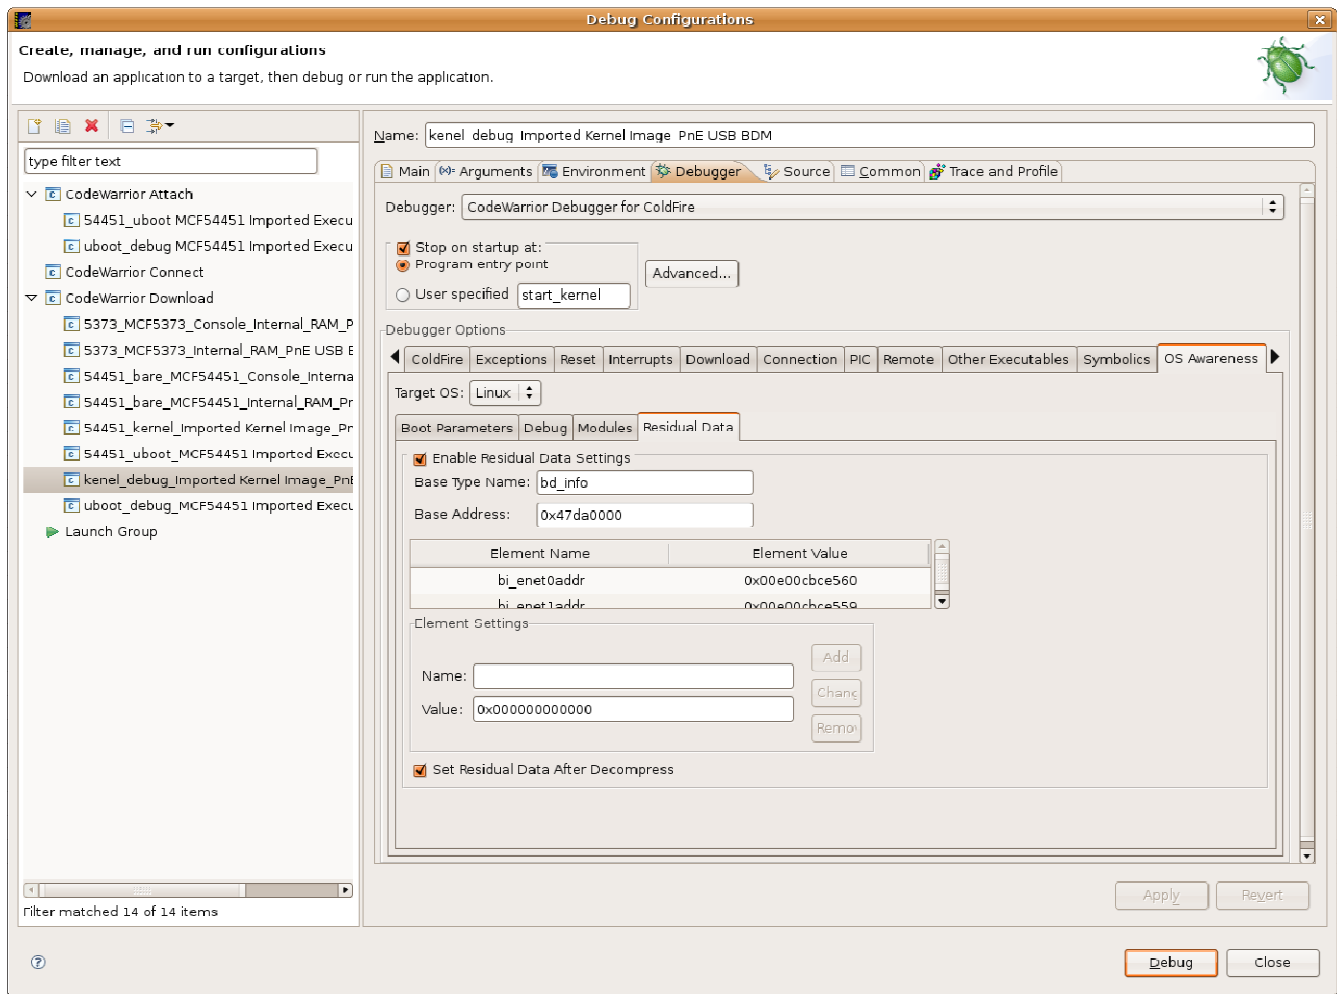 Debug Configurations
Create, manage, and run configurations
Download an application to a target, then debug or run the application.
type filter text
CodeWarrior Attach
54451_uboot MCF54451 Imported Execu
uboot_debug MCF54451 Imported Execu
CodeWarrior Connect
CodeWarrior Download
5373_MCF5373_Console_Internal_RAM_P
5373_MCF5373_Internal_RAM_PnE USB E
54451_bare_MCF54451_Console_Interna
54451_bare_MCF54451_Internal_RAM_Pr
54451_kernel_Imported Kernel Image_Pr
54451_uboot_MCF54451 Imported Execu
kenel_debug_Imported Kernel Image_PnE
uboot_debug_MCF54451 Imported Execu
Launch Group
Filter matched 14 of 14 items
Name: kenel_debug_Imported Kernel Image_PnE USB BDM
Main (x)= Arguments Environment Debugger Source Common Trace and Profile
Debugger: CodeWarrior Debugger for ColdFire
Stop on startup at:
Program entry point
Advanced...
User specified start_kernel
Debugger Options
ColdFire Exceptions Reset Interrupts Download Connection PIC Remote Other Executables Symbolics OS Awareness
Target OS: Linux
Boot Parameters Debug Modules Residual Data
Enable Residual Data Settings
Base Type Name: bd_info
Base Address: 0x47da0000
Element Name Element Value
bi_enet0addr 0x00e00cbce560
bi_enet1addr 0x00e00cbce559
Element Settings
Name: Add
Value: 0x000000000000 Chang
Remov
Set Residual Data After Decompress
Apply Revert
Debug Close